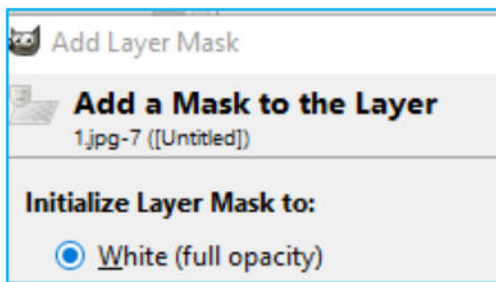 Add Layer Mask
Add a Mask to the Layer
1.jpg-7 ([Untitled])
Initialize Layer Mask to:
White (full opacity)